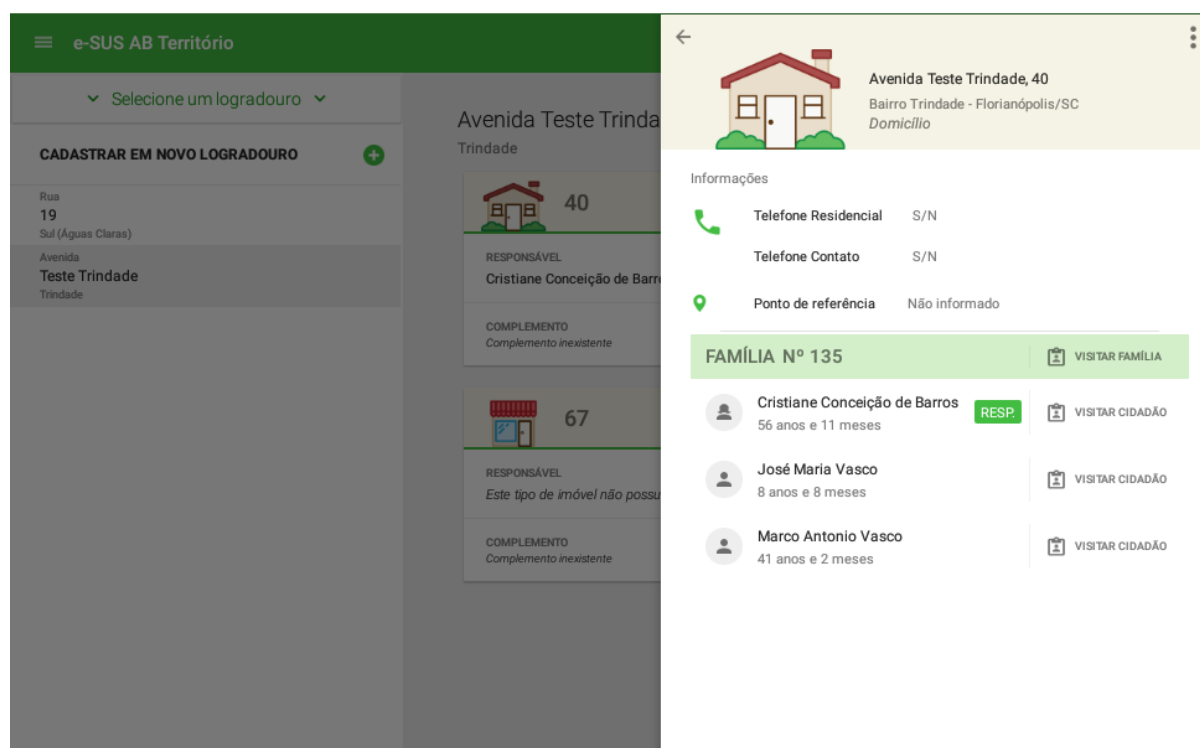 e-SUS AB Território
Selecione um logradouro
CADASTRAR EM NOVO LOGRADOURO
Rua
19
Sul (Águas Claras)
Avenida
Teste Trindade
Trindade
Avenida Teste Trinda
Trindade
40
RESPONSÁVEL
Cristiane Conceição de Barr
COMPLEMENTO
Complemento inexistente
67
RESPONSÁVEL
Este tipo de imóvel não possu
COMPLEMENTO
Complemento inexistente
Avenida Teste Trindade, 40
Bairro Trindade - Florianópolis/SC
Domicílio
Informações
Telefone Residencial S/N
Telefone Contato S/N
Ponto de referência Não informado
FAMÍLIA Nº 135 VISITAR FAMÍLIA
Cristiane Conceição de Barros RESP. VISITAR CIDADÃO
56 anos e 11 meses
José Maria Vasco VISITAR CIDADÃO
8 anos e 8 meses
Marco Antonio Vasco VISITAR CIDADÃO
41 anos e 2 meses